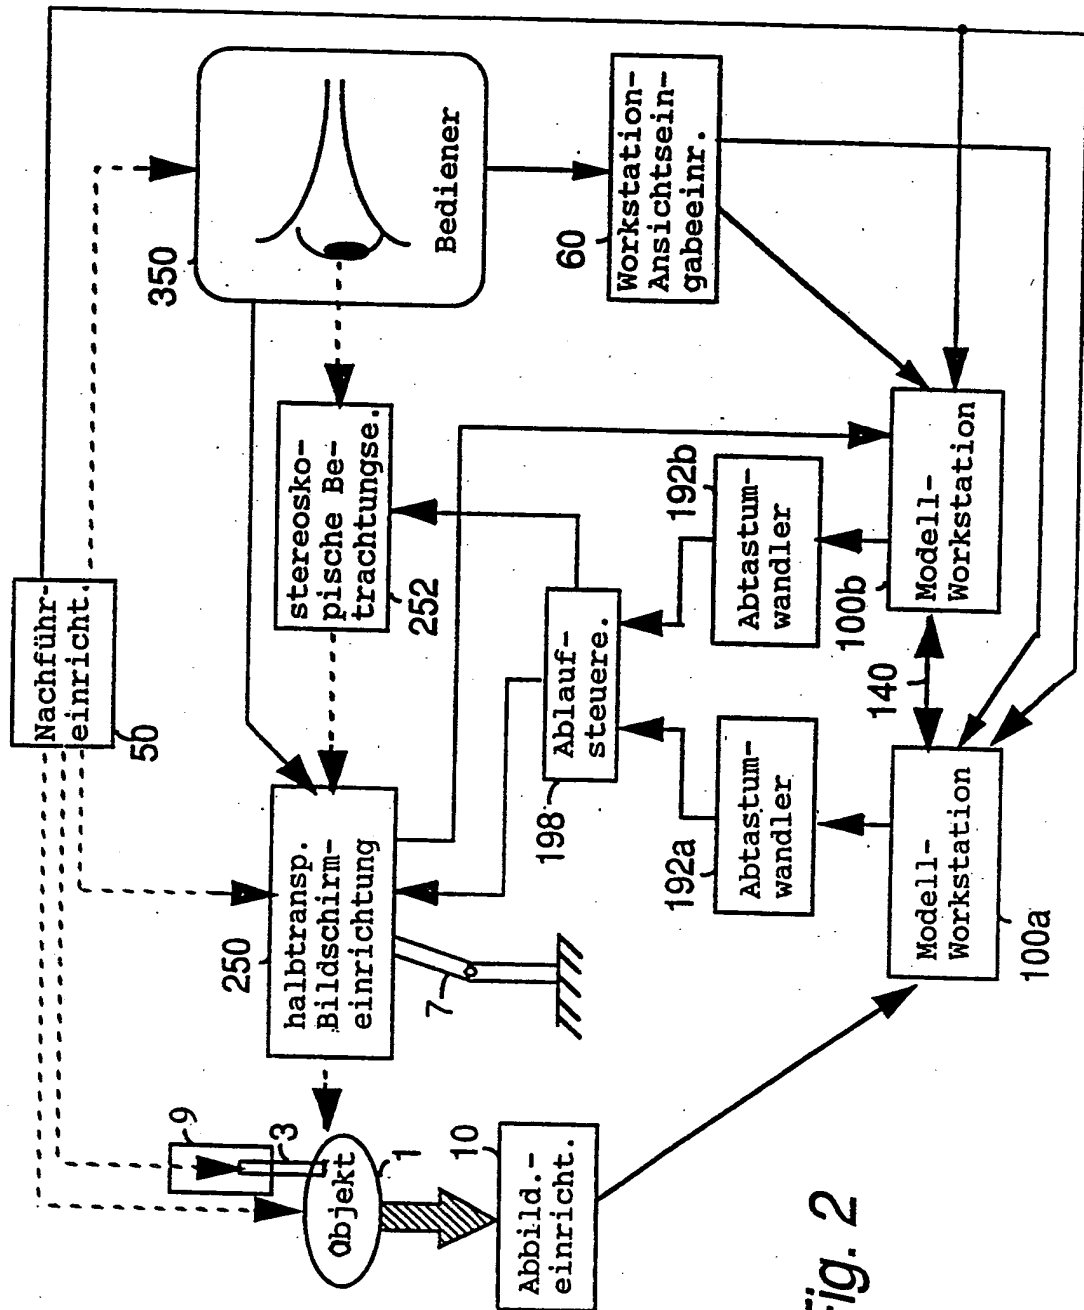 Nachführ-
einricht.
50
350
Bediener
9
3
Objekt
1
halbtransp.
Bildschirm-
einrichtung
250
7
stereosko-
pische Be-
trachtungse.
252
Workstation-
Ansichtsein-
gabeeinr.
60
Ablauf-
steuere.
198
10
Abbild.-
einricht.
Abtastum-
wandler
192a
Abtastum-
wandler
192b
Modell-
Workstation
100a
140
Modell-
Workstation
100b
Fig. 2